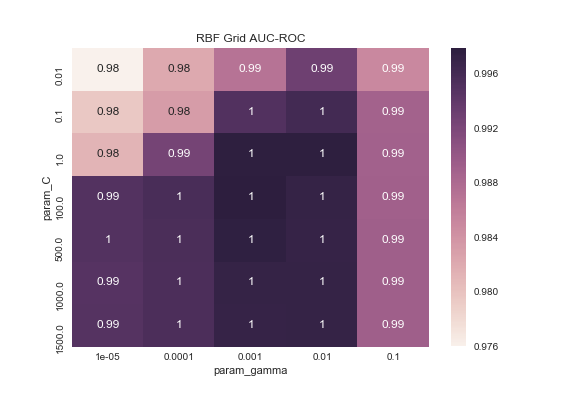 RBF Grid AUC-ROC
param_C
0.01 0.98 0.98 0.99 0.99 0.99
0.1 0.98 0.98 1 1 0.99
1.0 0.98 0.99 1 1 0.99
100.0 0.99 1 1 1 0.99
500.0 1 1 1 1 0.99
1000.0 0.99 1 1 1 0.99
1500.0 0.99 1 1 1 0.99
1e-05 0.0001 0.001 0.01 0.1
param_gamma
0.996
0.992
0.988
0.984
0.980
0.976